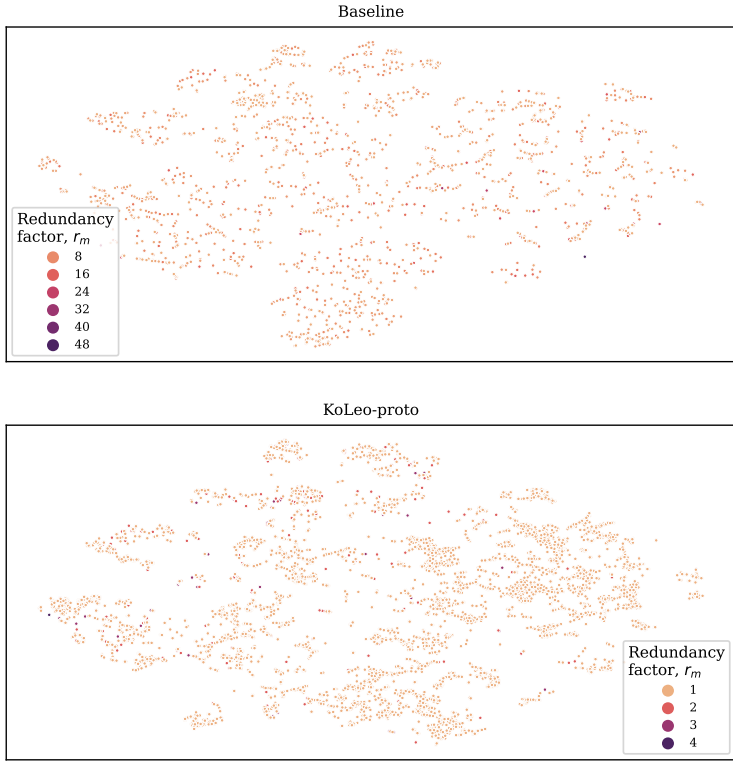 Baseline
Redundancy
factor, r_m
8
16
24
32
40
48
KoLeo-proto
Redundancy
factor, r_m
1
2
3
4